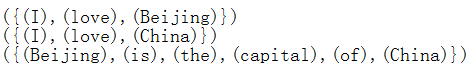 ({(I),(love),(Beijing)})
({(I),(love),(China)})
({(Beijing),(is),(the),(capital),(of),(China)})